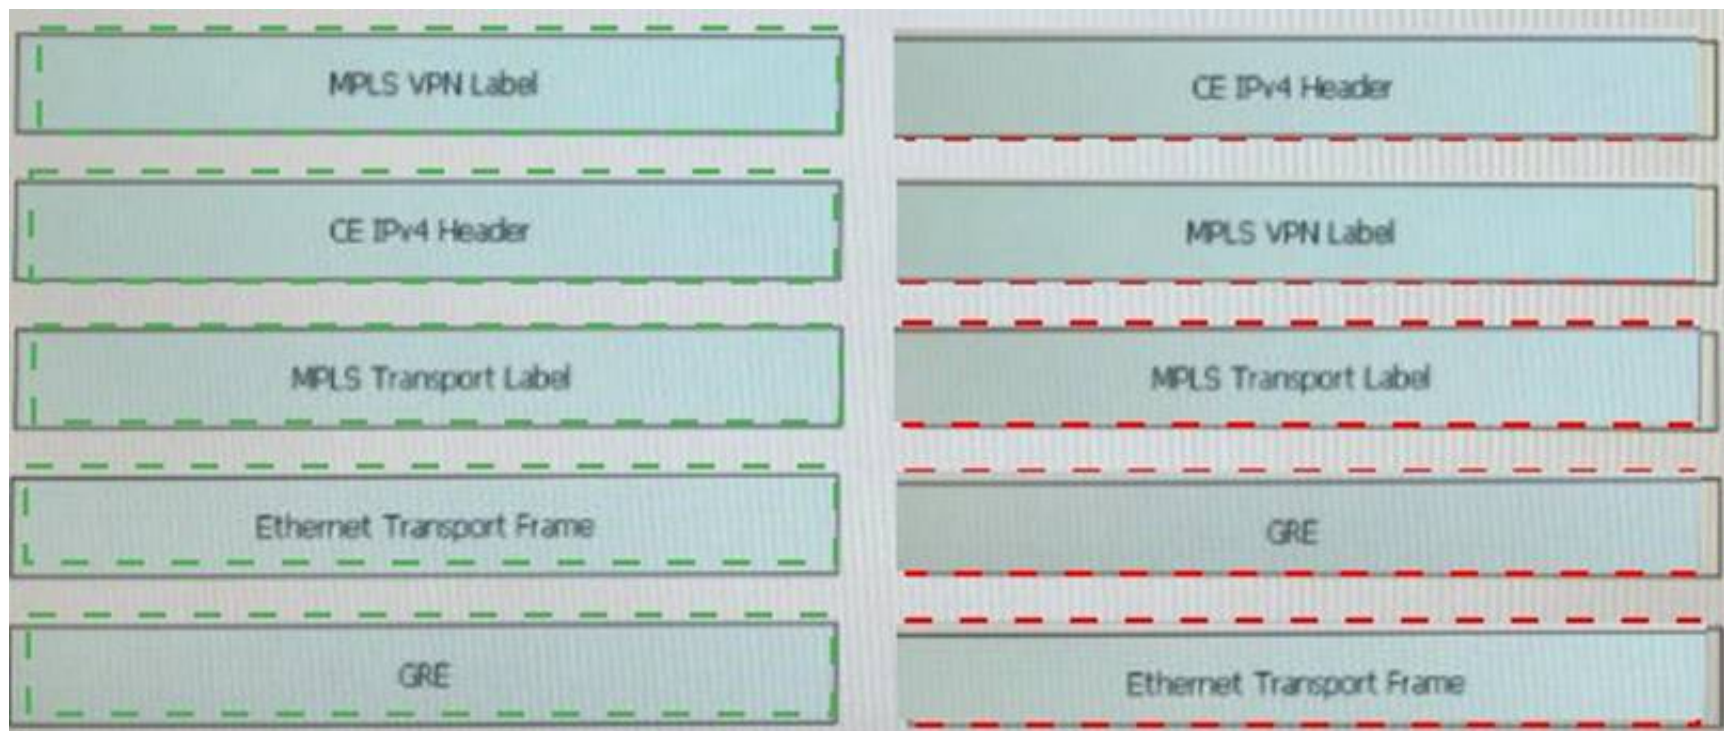 MPLS VPN Label
CE IPv4 Header
MPLS Transport Label
Ethernet Transport Frame
GRE
CE IPv4 Header
MPLS VPN Label
MPLS Transport Label
GRE
Ethernet Transport Frame